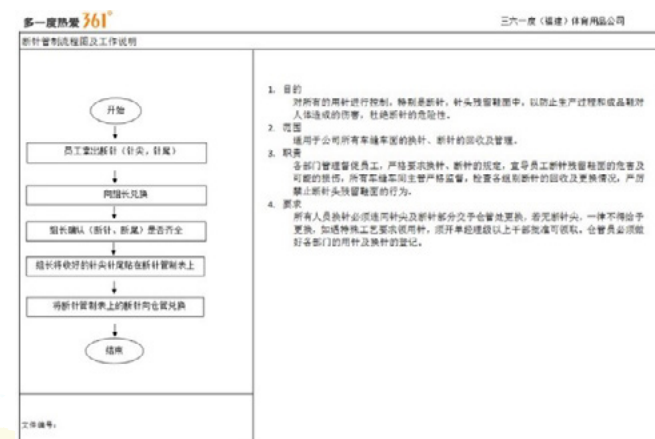 多一度热爱 361°
三六一度（福建）体育用品公司
断针管制流程图及工作说明
开始
员工拿出断针（针尖，针尾）
向组长兑换
组长确认（断针、断尾）是否齐全
组长将收好的针尖针尾贴在断针管制表上
将断针管制表上的断针向仓管兑换
结束
文件编号：
1. 目的
对所有的用针进行控制，特别是断针，针头残留鞋面中，以防止生产过程和成品鞋对
人体造成的伤害，杜绝断针的危险性。
2. 范围
适用于公司所有车缝车面的换针、断针的回收及管理。
3. 职责
各部门管理督促员工，严格要求换针、断针的规定，宣导员工断针残留鞋面的危害及
可能的损伤，所有车缝车间主管严格监督，检查各组别断针的回收及更换情况，严厉
禁止断针头残留鞋面的行为。
4. 要求
所有人员换针必须连同针尖及断针部分交于仓管处更换，若无断针尖，一律不得给予
更换，如遇特殊工艺要求领用针，须开单经理级以上干部批准可领取。仓管员必须做
好各部门的用针及换针的登记。